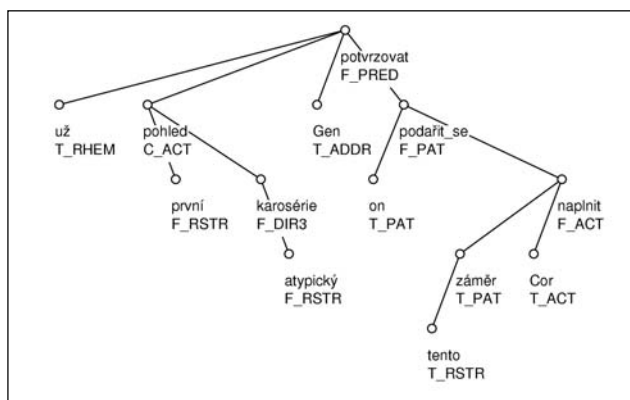 potvrzovat
F_PRED
už
T_RHEM
pohled
C_ACT
Gen
T_ADDR
podařit_se
F_PAT
první
F_RSTR
karosérie
F_DIR3
on
T_PAT
naplnit
F_ACT
atypický
F_RSTR
záměr
T_PAT
Cor
T_ACT
tento
T_RSTR